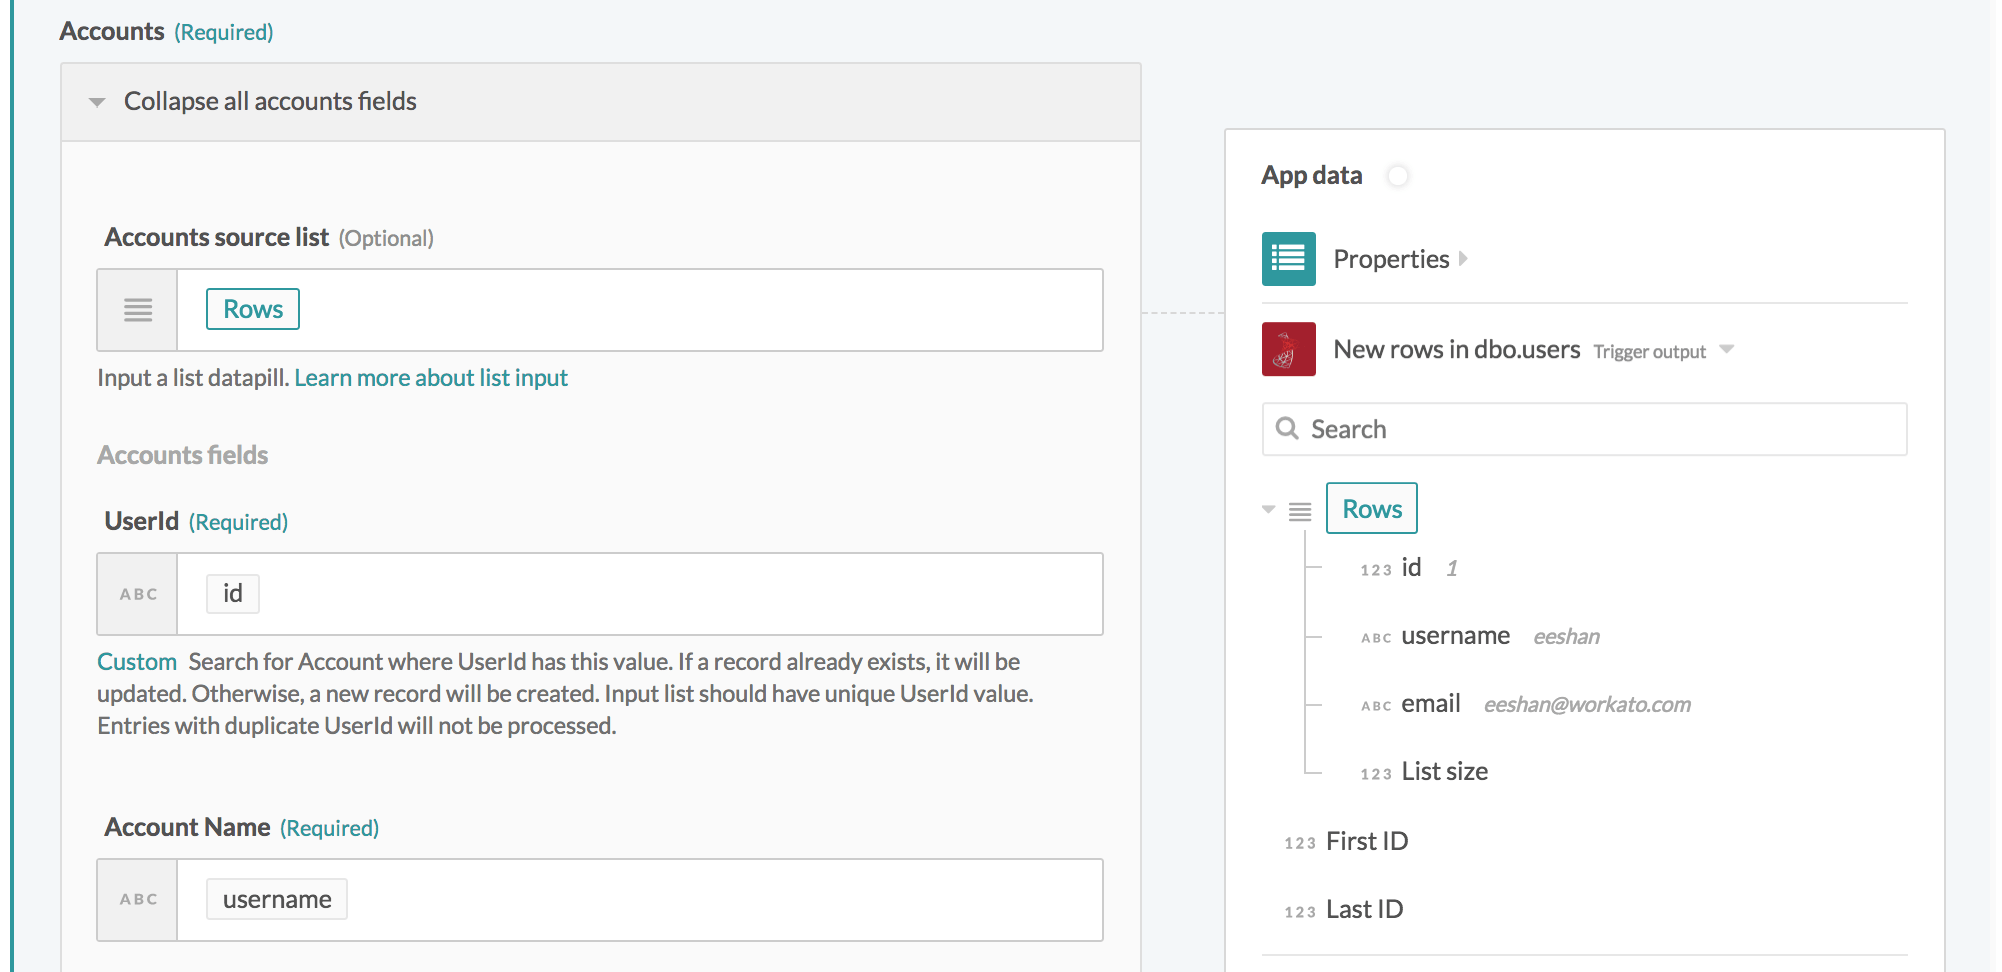 Accounts (Required)
Collapse all accounts fields
Accounts source list (Optional)
Rows
Input a list datapill. Learn more about list input
Accounts fields
UserId (Required)
ABC id
Custom Search for Account where UserId has this value. If a record already exists, it will be
updated. Otherwise, a new record will be created. Input list should have unique UserId value.
Entries with duplicate UserId will not be processed.
Account Name (Required)
ABC username
App data
Properties
New rows in dbo.users Trigger output
Search
Rows
123 id 1
ABC username eeshan
ABC email eeshan@workato.com
123 List size
123 First ID
123 Last ID